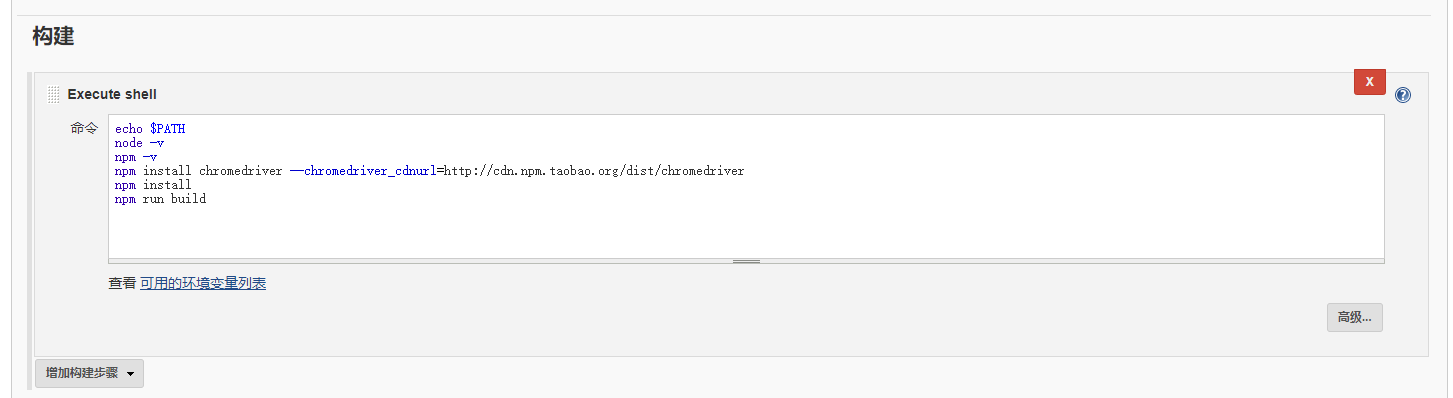 构建
Execute shell
X
?
命令
echo $PATH
node -v
npm -v
npm install chromedriver --chromedriver_cdnurl=http://cdn.npm.taobao.org/dist/chromedriver
npm install
npm run build
查看 可用的环境变量列表
高级...
增加构建步骤